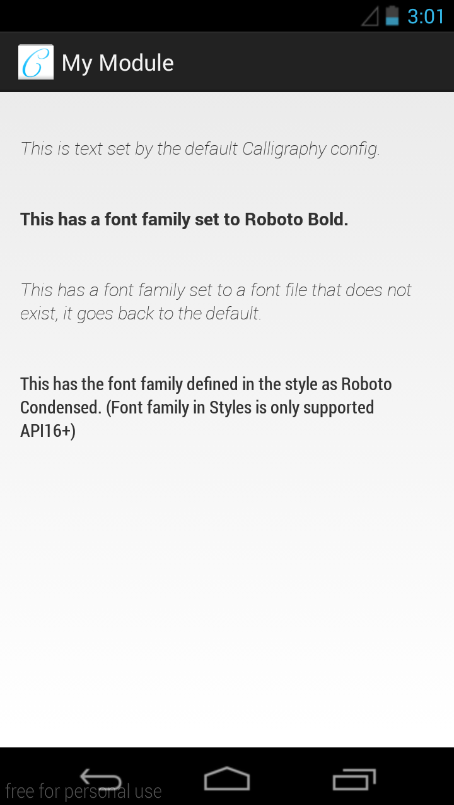 3:01
My Module
This is text set by the default Calligraphy config.
This has a font family set to Roboto Bold.
This has a font family set to a font file that does not
exist, it goes back to the default.
This has the font family defined in the style as Roboto
Condensed. (Font family in Styles is only supported
API16+)
free for personal use